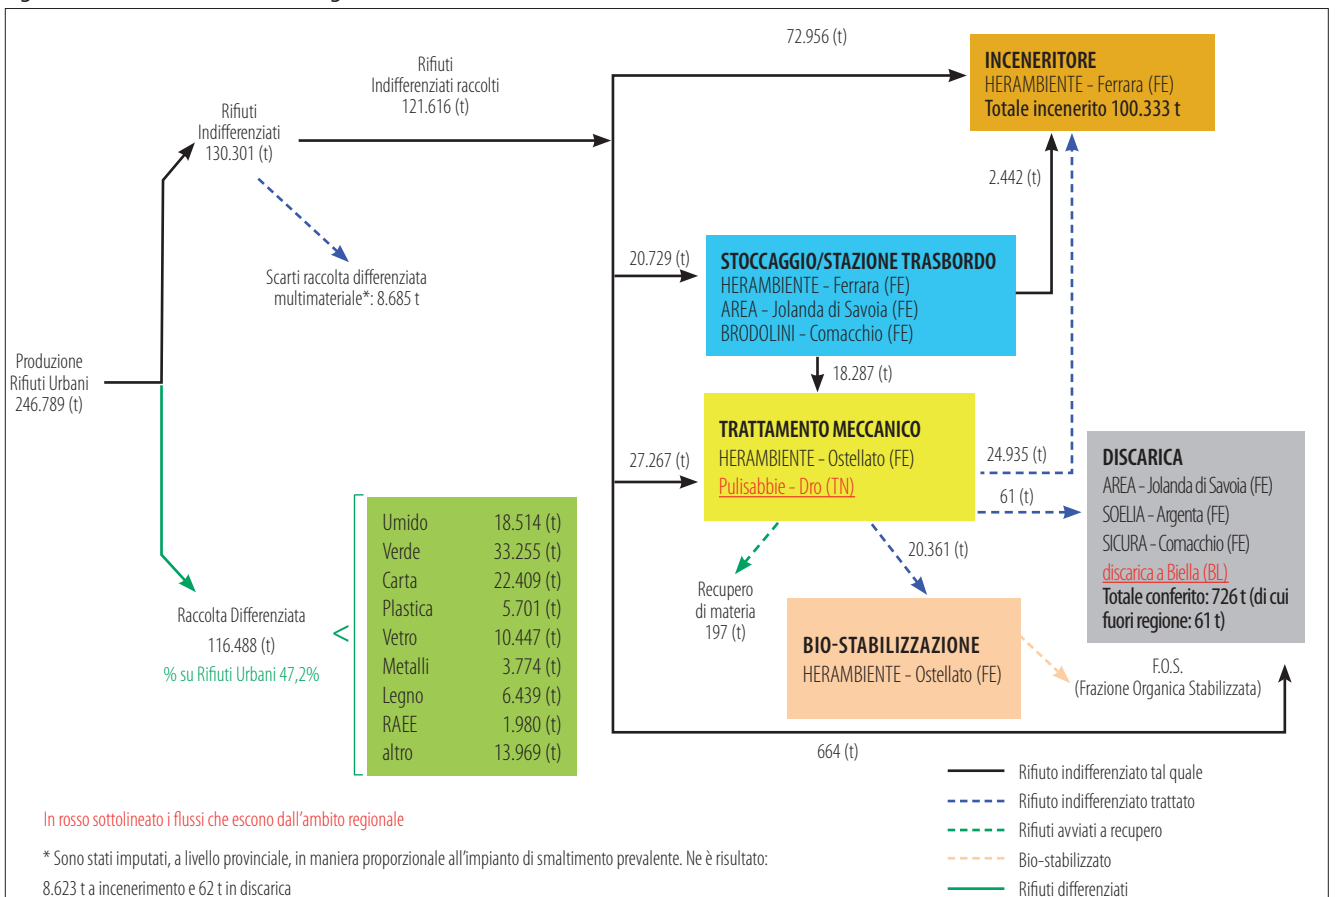 72.956 (t)
Rifiuti
Indifferenziati raccolti
121.616 (t)
INCENERITORE
HERAMBIENTE - Ferrara (FE)
Totale incenerito 100.333 t
Rifiuti
Indifferenziati
130.301 (t)
2.442 (t)
Scarti raccolta differenziata
multimateriale*: 8.685 t
20.729 (t)
STOCCAGGIO/STAZIONE TRASBORDO
HERAMBIENTE - Ferrara (FE)
AREA - Jolanda di Savoia (FE)
BRODOLINI - Comacchio (FE)
Produzione
Rifiuti Urbani
246.789 (t)
18.287 (t)
27.267 (t)
TRATTAMENTO MECCANICO
HERAMBIENTE - Ostellato (FE)
Pulisabbie - Dro (TN)
24.935 (t)
61 (t)
DISCARICA
AREA - Jolanda di Savoia (FE)
SOELIA - Argenta (FE)
SICURA - Comacchio (FE)
discarica a Biella (BL)
Totale conferito: 726 t (di cui
fuori regione: 61 t)
Umido 18.514 (t)
Verde 33.255 (t)
Carta 22.409 (t)
Plastica 5.701 (t)
Vetro 10.447 (t)
Metalli 3.774 (t)
Legno 6.439 (t)
RAEE 1.980 (t)
altro 13.969 (t)
20.361 (t)
Recupero
di materia
197 (t)
Raccolta Differenziata
116.488 (t)
% su Rifiuti Urbani 47,2%
<
BIO-STABILIZZAZIONE
HERAMBIENTE - Ostellato (FE)
F.O.S.
(Frazione Organica Stabilizzata)
664 (t)
Rifiuto indifferenziato tal quale
Rifiuto indifferenziato trattato
Rifiuti avviati a recupero
Bio-stabilizzato
Rifiuti differenziati
In rosso sottolineato i flussi che escono dall'ambito regionale
* Sono stati imputati, a livello provinciale, in maniera proporzionale all'impianto di smaltimento prevalente. Ne è risultato:
8.623 t a incenerimento e 62 t in discarica